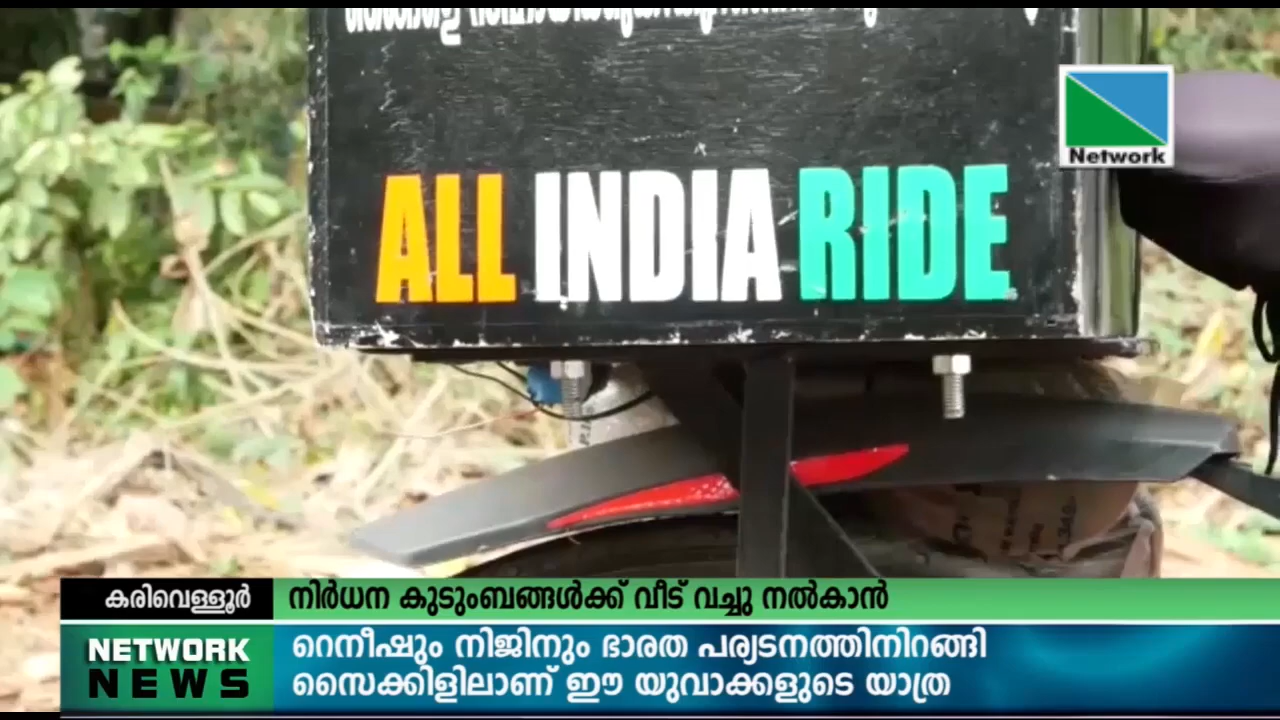 Network
ALL INDIA RIDE
കരിവെള്ളൂർ
നിർധന കുടുംബങ്ങൾക്ക് വീട് വച്ചു നൽകാൻ
NETWORK
NEWS
റെനീഷും നിജിനും ഭാരത പര്യടനത്തിനിറങ്ങി
സൈക്കിളിലാണ് ഈ യുവാക്കളുടെ യാത്ര